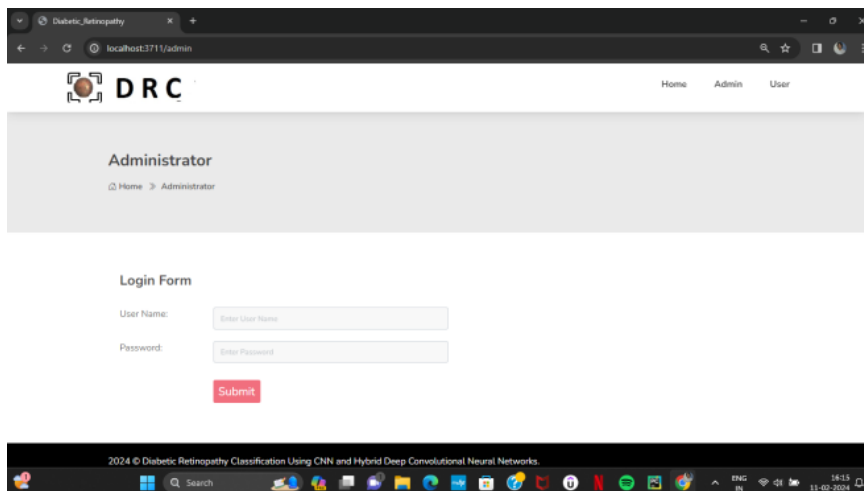 Diabetic_Retinopathy
localhost:3711/admin
DRC
Home Admin User
Administrator
Home Administrator
Login Form
User Name: Enter User Name
Password: Enter Password
Submit
2024 © Diabetic Retinopathy Classification Using CNN and Hybrid Deep Convolutional Neural Networks.
Search
ENG 16:15
IN 11-02-2024